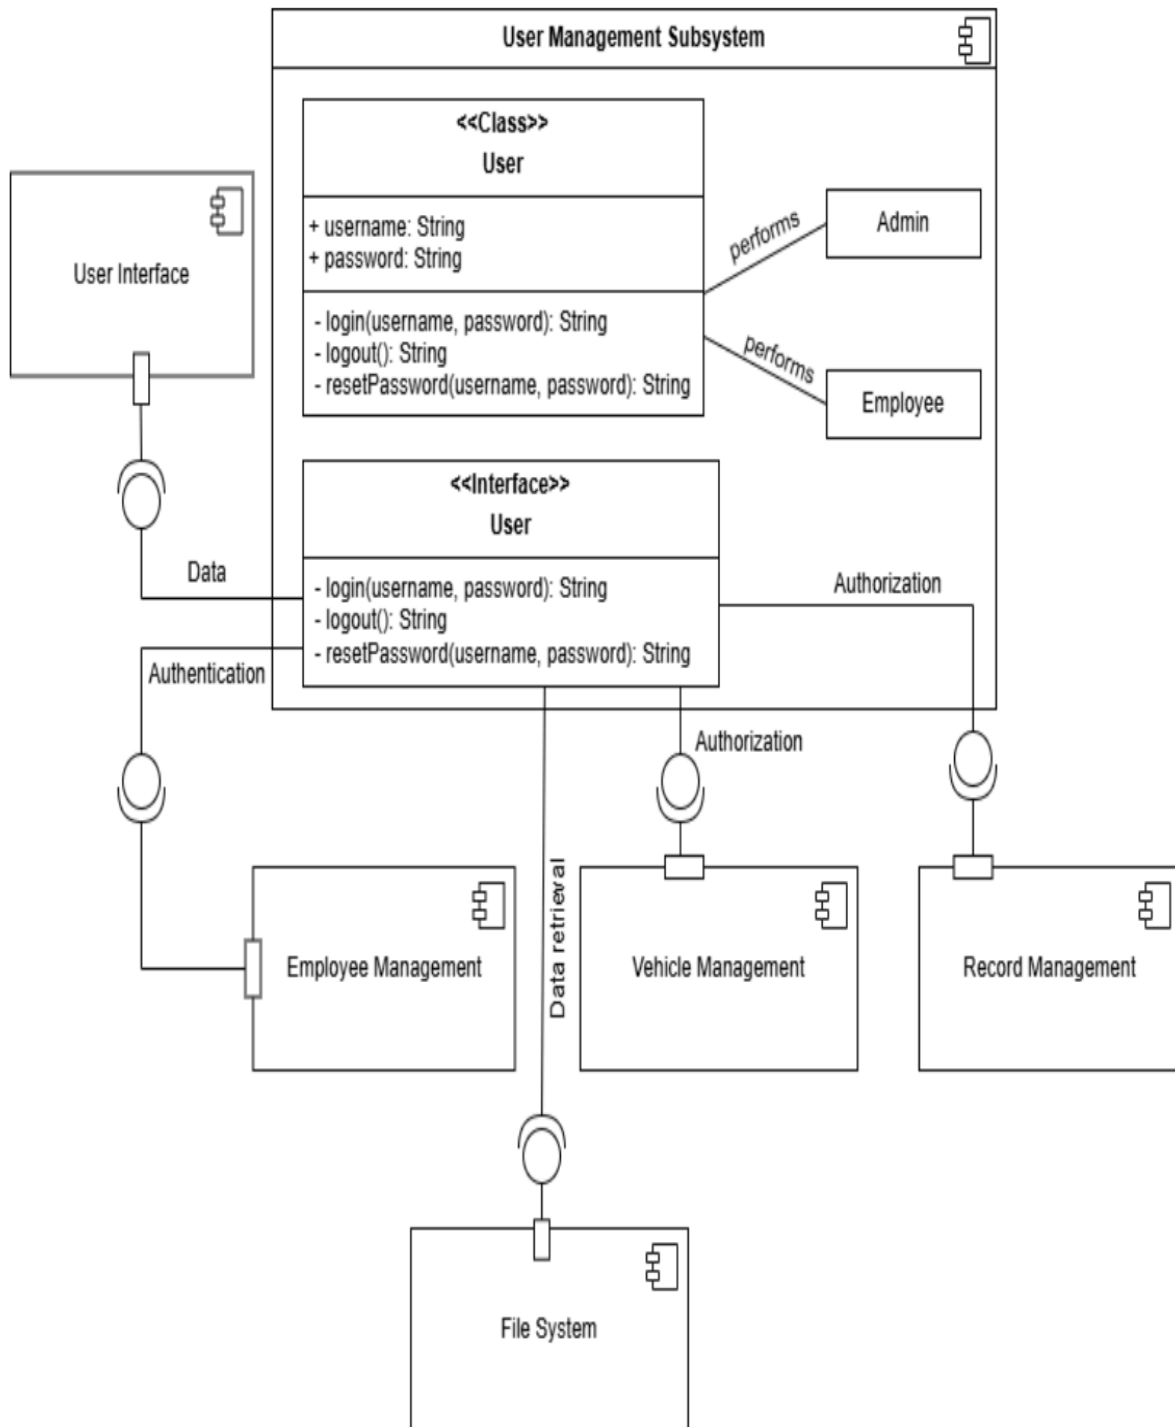 User Management Subsystem
<<Class>>
User
+ username: String
+ password: String
- login(username, password): String
- logout(): String
- resetPassword(username, password): String
performs
Admin
performs
Employee
User Interface
<<Interface>>
User
- login(username, password): String
- logout(): String
- resetPassword(username, password): String
Data
Authentication
Authorization
Authorization
Data retrieval
Employee Management
Vehicle Management
Record Management
File System